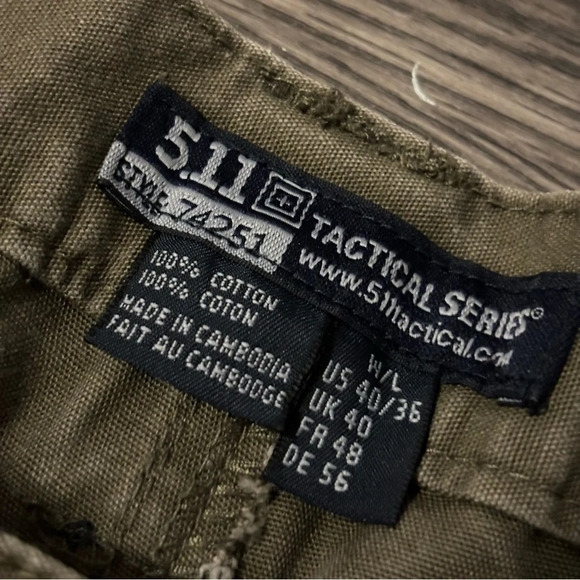 5.11 TACTICAL SERIES®
STYLE 74251 www.511tactical.com
100% COTTON
100% COTON
MADE IN CAMBODIA
FAIT AU CAMBODGE
W/L
US 40/36
UK 40
FR 48
DE 56